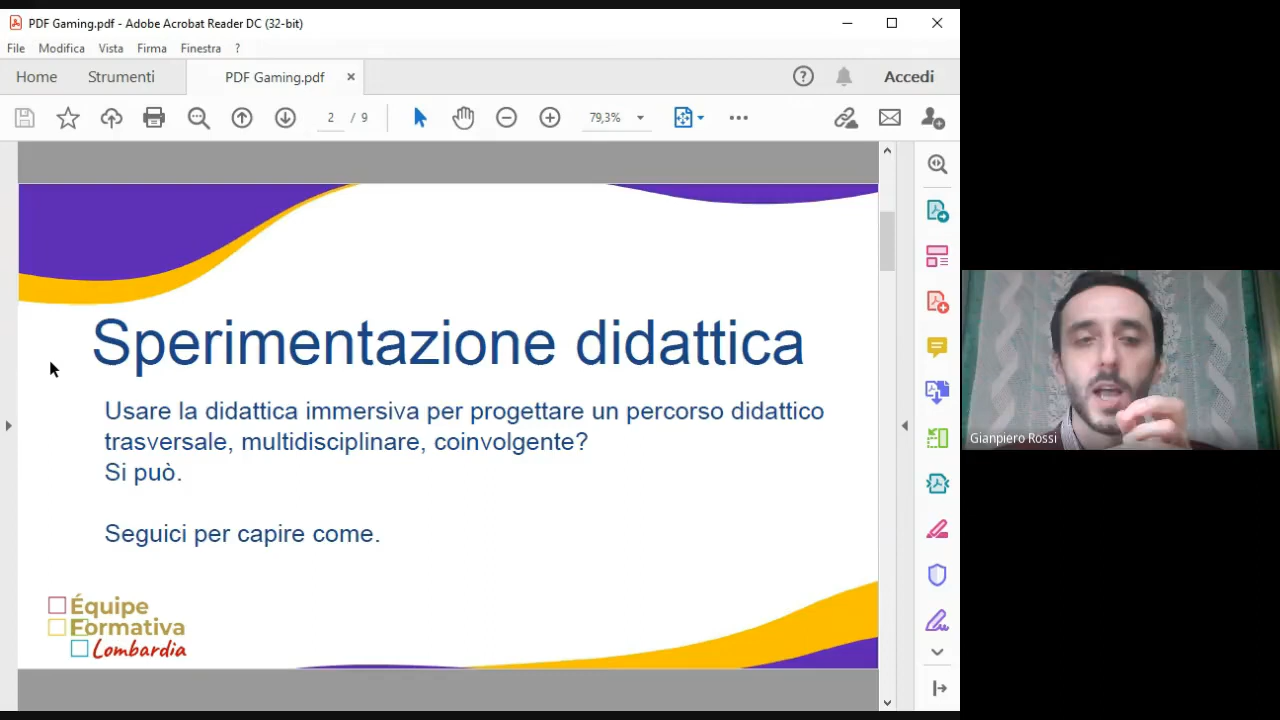 PDF Gaming.pdf - Adobe Acrobat Reader DC (32-bit)
File Modifica Vista Firma Finestra ?
Home Strumenti PDF Gaming.pdf × Accedi
2 / 9 79,3%
Sperimentazione didattica
Usare la didattica immersiva per progettare un percorso didattico
trasversale, multidisciplinare, coinvolgente?
Si può.
Seguici per capire come.
Équipe
Formativa
Lombardia
Gianpiero Rossi